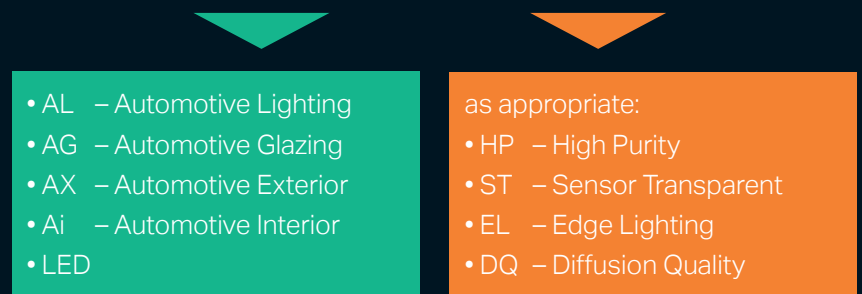 • AL – Automotive Lighting
• AG – Automotive Glazing
• AX – Automotive Exterior
• Ai – Automotive Interior
• LED
as appropriate:
• HP – High Purity
• ST – Sensor Transparent
• EL – Edge Lighting
• DQ – Diffusion Quality